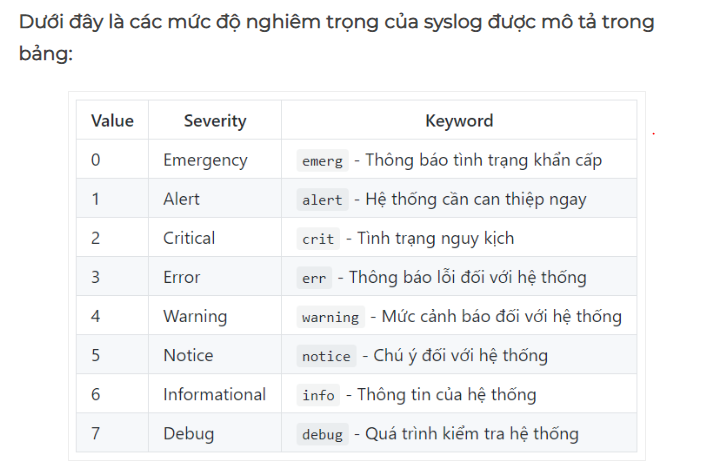 Dưới đây là các mức độ nghiêm trọng của syslog được mô tả trong
bảng:
Value Severity Keyword
0 Emergency emerg - Thông báo tình trạng khẩn cấp
1 Alert alert - Hệ thống cần can thiệp ngay
2 Critical crit - Tình trạng nguy kịch
3 Error err - Thông báo lỗi đối với hệ thống
4 Warning warning - Mức cảnh báo đối với hệ thống
5 Notice notice - Chú ý đối với hệ thống
6 Informational info - Thông tin của hệ thống
7 Debug debug - Quá trình kiểm tra hệ thống
.